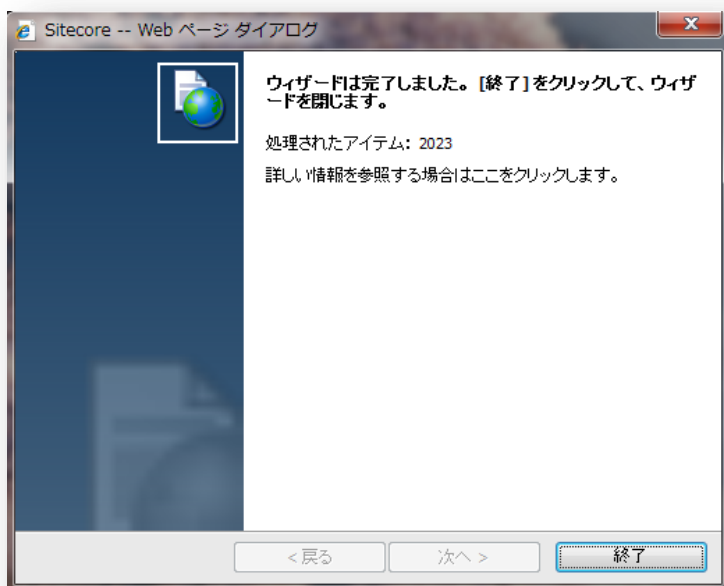 Sitecore -- Web ページ ダイアログ
ウィザードは完了しました。[終了]をクリックして、ウィザ
ードを閉じます。
処理されたアイテム: 2023
詳しい情報を参照する場合はここをクリックします。
< 戻る
次へ >
終了